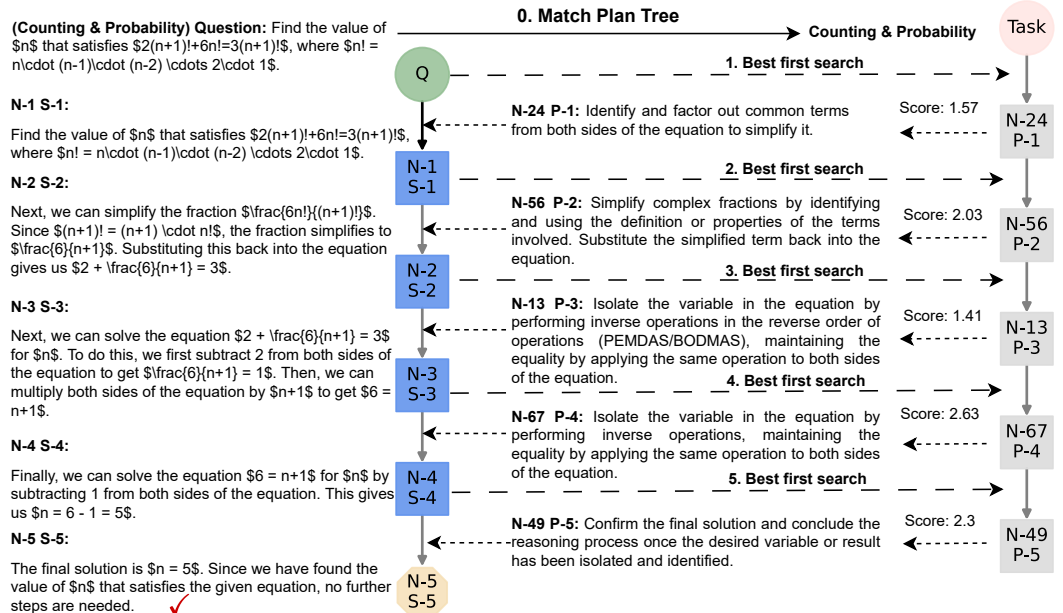 0. Match Plan Tree
(Counting & Probability) Question: Find the value of
$n$ that satisfies $2(n+1)!+6n!=3(n+1)!$, where $n! =
n\cdot (n-1)\cdot (n-2) \cdots 2\cdot 1$.
Counting & Probability
Task
Q
1. Best first search
N-1 S-1:
Find the value of $n$ that satisfies $2(n+1)!+6n!=3(n+1)!$,
where $n! = n\cdot (n-1)\cdot (n-2) \cdots 2\cdot 1$.
N-24 P-1: Identify and factor out common terms
from both sides of the equation to simplify it.
Score: 1.57
N-24
P-1
N-1
S-1
2. Best first search
N-2 S-2:
Next, we can simplify the fraction $\frac{6n!}{(n+1)!}$.
Since $(n+1)! = (n+1) \cdot n!$, the fraction simplifies to
$\frac{6}{n+1}$. Substituting this back into the equation
gives us $2 + \frac{6}{n+1} = 3$.
N-56 P-2: Simplify complex fractions by identifying
and using the definition or properties of the terms
involved. Substitute the simplified term back into the
equation.
Score: 2.03
N-56
P-2
N-2
S-2
3. Best first search
N-3 S-3:
Next, we can solve the equation $2 + \frac{6}{n+1} = 3$
for $n$. To do this, we first subtract 2 from both sides of
the equation to get $\frac{6}{n+1} = 1$. Then, we can
multiply both sides of the equation by $n+1$ to get $6 =
n+1$.
N-13 P-3: Isolate the variable in the equation by
performing inverse operations in the reverse order of
operations (PEMDAS/BODMAS), maintaining the
equality by applying the same operation to both sides
of the equation.
Score: 1.41
N-13
P-3
N-3
S-3
4. Best first search
N-4 S-4:
Finally, we can solve the equation $6 = n+1$ for $n$ by
subtracting 1 from both sides of the equation. This gives
us $n = 6 - 1 = 5$.
N-67 P-4: Isolate the variable in the equation by
performing inverse operations, maintaining the
equality by applying the same operation to both sides
of the equation.
Score: 2.63
N-67
P-4
N-4
S-4
5. Best first search
N-5 S-5:
The final solution is $n = 5$. Since we have found the
value of $n$ that satisfies the given equation, no further
steps are needed.
N-49 P-5: Confirm the final solution and conclude the
reasoning process once the desired variable or result
has been isolated and identified.
Score: 2.3
N-49
P-5
N-5
S-5